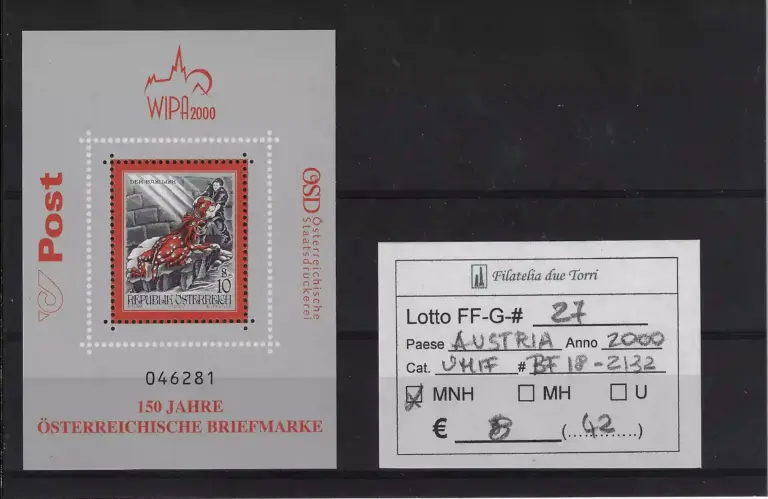 WIPA2000
Post
ÖSD Österreichische
Staatsdruckerei
DER BASILISK
8
10
REPUBLIK ÖSTERREICH
046281
150 JAHRE
ÖSTERREICHISCHE BRIEFMARKE
Filatelia due Torri
Lotto FF-G-# 27
Paese AUSTRIA Anno 2000
Cat. # BF 18-2132
MNH MH U
€ 8 (....42....)